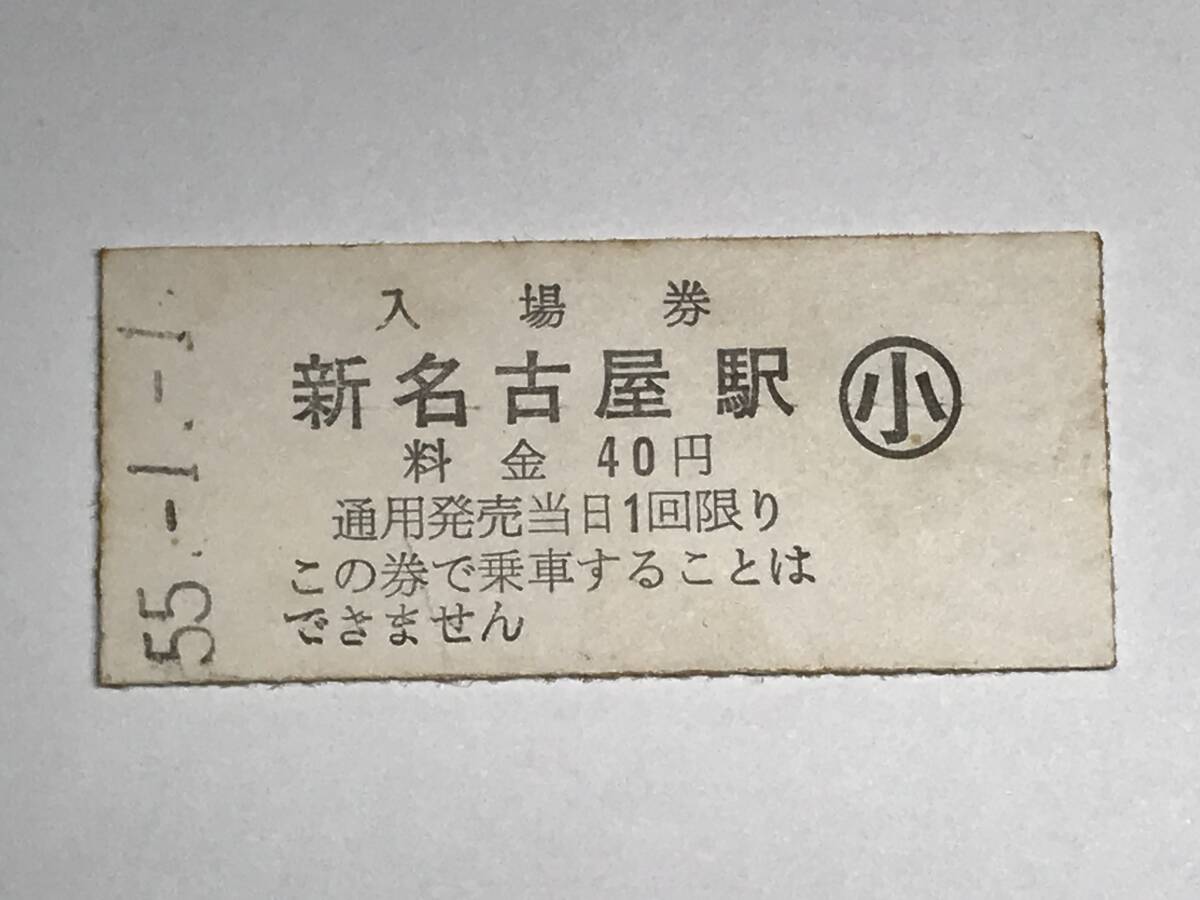 入場券
新名古屋駅 ㊂小
料金 40円
通用発売当日1回限り
この券で乗車することは
できません
55.-1.-1.